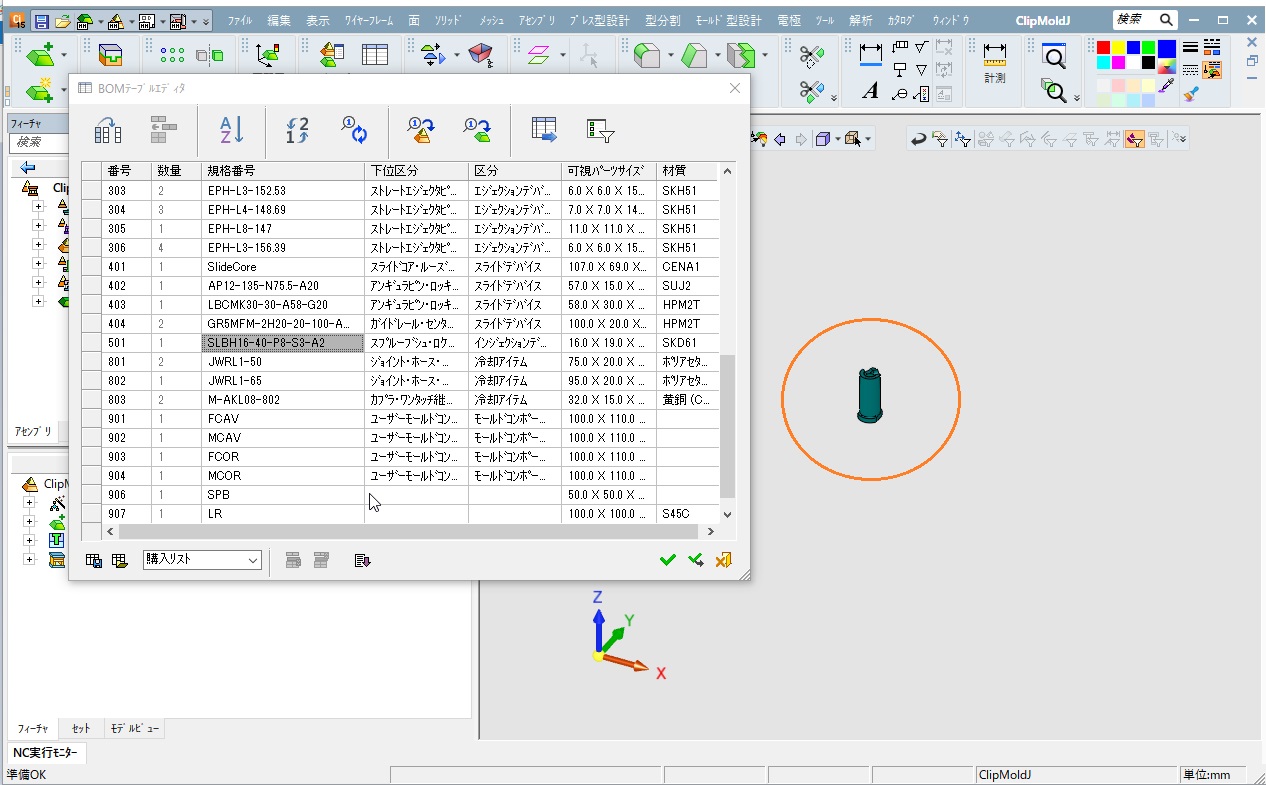 ファイル 編集 表示 ワイヤーフレーム 面 ソリッド メッシュ アセンブリ プレス型設計 型分割 モールド型設計 電極 ツール 解析 カタログ ウィンドウ ClipMoldJ 検索
15
計測
A
フィーチャ
検索
アセンブリ
BOMテーブルエディタ
番号 数量 規格番号 下位区分 区分 可視パーツサイズ 材質
303 2 EPH-L3-152.53 ストレートエジェクタピ... エジェクションデバ... 6.0 X 6.0 X 15... SKH51
304 3 EPH-L4-148.69 ストレートエジェクタピ... エジェクションデバ... 7.0 X 7.0 X 14... SKH51
305 1 EPH-L8-147 ストレートエジェクタピ... エジェクションデバ... 11.0 X 11.0 X ... SKH51
306 4 EPH-L3-156.39 ストレートエジェクタピ... エジェクションデバ... 6.0 X 6.0 X 15... SKH51
401 1 SlideCore スライドコア・ルーズ... スライドデバイス 107.0 X 69.0 X... CENA1
402 1 AP12-135-N75.5-A20 アンギュラピン・ロッキ... スライドデバイス 57.0 X 15.0 X ... SUJ2
403 1 LBCMK30-30-A58-G20 アンギュラピン・ロッキ... スライドデバイス 58.0 X 30.0 X ... HPM2T
404 2 GR5MFM-2H20-20-100-A... ガイドレール・センタ... スライドデバイス 100.0 X 20.0 X... HPM2T
501 1 SLBH16-40-P8-S3-A2 スプルーブシュ・ロケ... インジェクションデ... 16.0 X 19.0 X ... SKD61
801 2 JWRL1-50 ジョイント・ホース・... 冷却アイテム 75.0 X 20.0 X ... ポリアセタ...
802 1 JWRL1-65 ジョイント・ホース・... 冷却アイテム 95.0 X 20.0 X ... ポリアセタ...
803 2 M-AKL08-802 カプラ・ワンタッチ継... 冷却アイテム 32.0 X 15.0 X ... 黄銅 (C...
901 1 FCAV ユーザーモールドコン... モールドコンポー... 100.0 X 110.0 ...
902 1 MCAV ユーザーモールドコン... モールドコンポー... 100.0 X 110.0 ...
903 1 FCOR ユーザーモールドコン... モールドコンポー... 100.0 X 110.0 ...
904 1 MCOR ユーザーモールドコン... モールドコンポー... 100.0 X 110.0 ...
906 1 SPB 50.0 X 50.0 X ...
907 1 LR 100.0 X 100.0 ... S45C
購入リスト
Z
Y
X
フィーチャ セット モデルビュー
NC実行モニター
準備OK ClipMoldJ 単位:mm